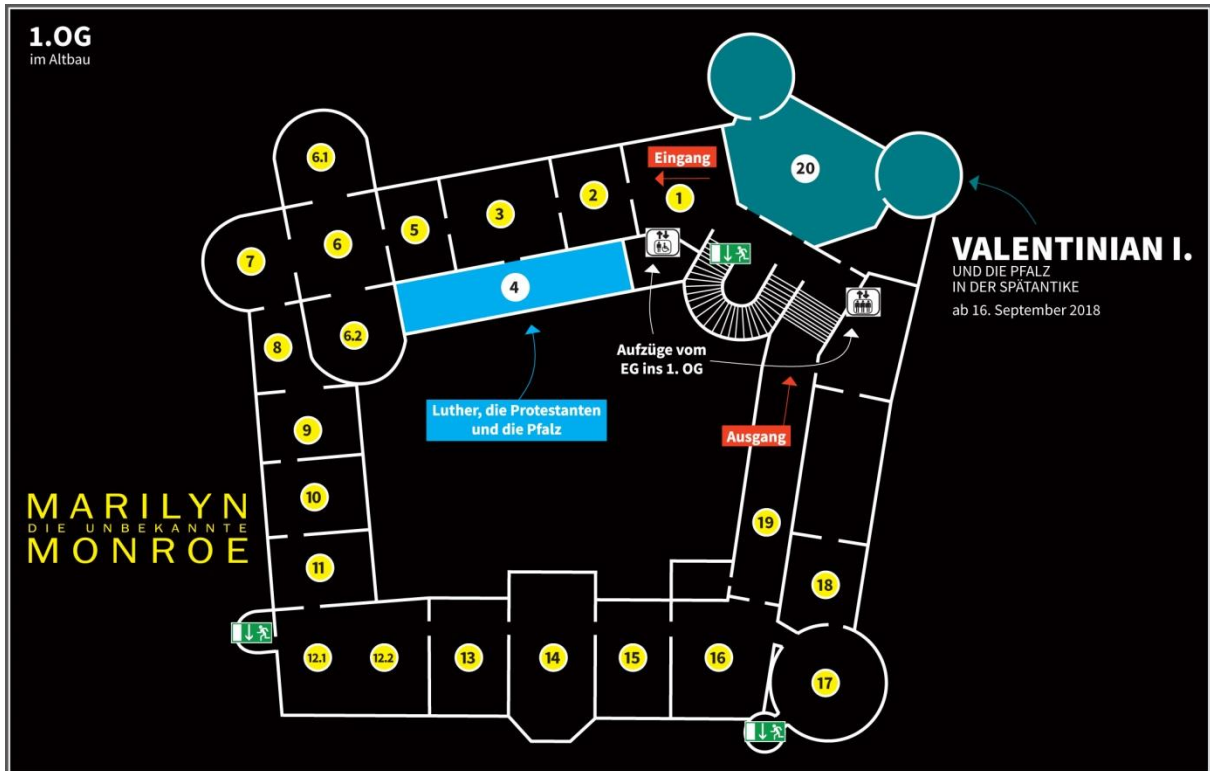 1.OG
im Altbau
Eingang
1
2
3
4
5
6
6.1
6.2
7
8
9
10
11
12.1
12.2
13
14
15
16
17
18
19
20
VALENTINIAN I.
UND DIE PFALZ
IN DER SPÄTANTIKE
ab 16. September 2018
Aufzüge vom
EG ins 1. OG
Luther, die Protestanten
und die Pfalz
Ausgang
MARILYN
DIE UNBEKANNTE
MONROE